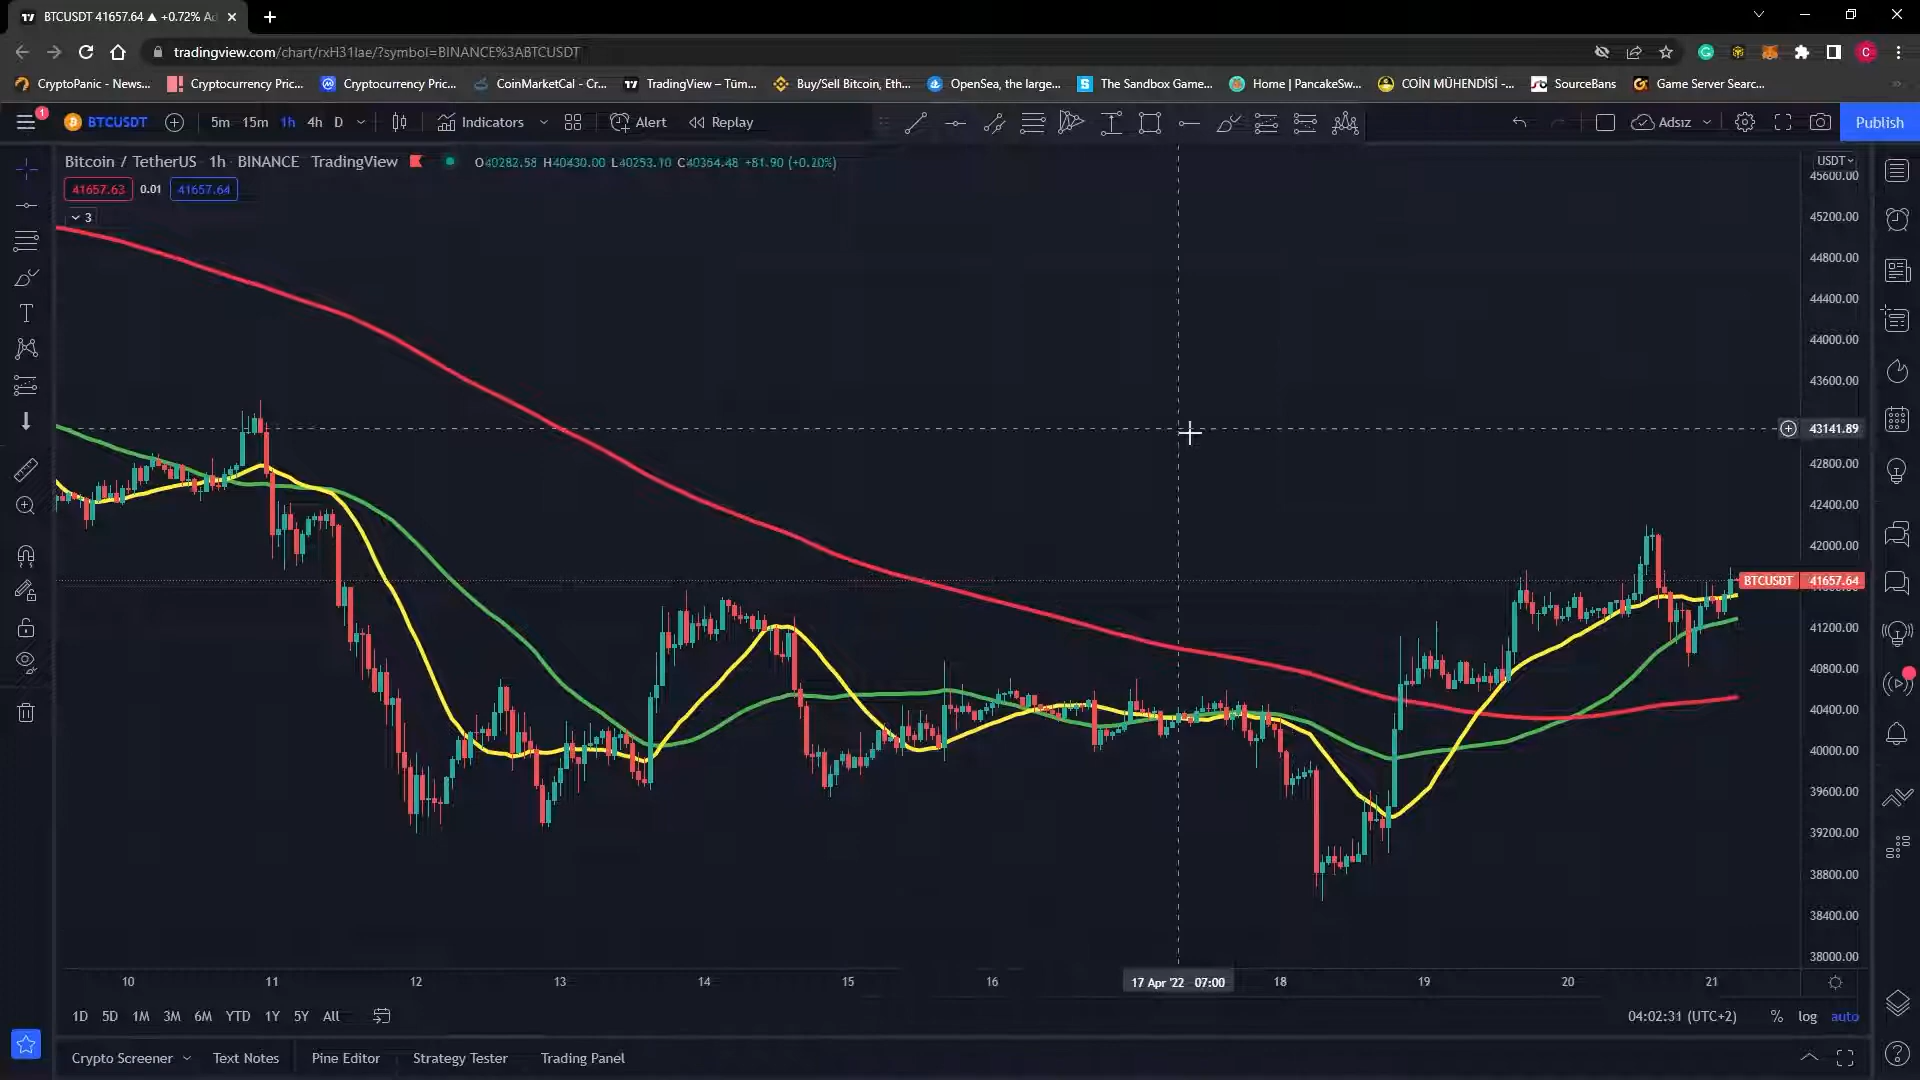 BTCUSDT 41657.64 ▲ +0.72% Ad
tradingview.com/chart/rxH31lae/?symbol=BINANCE%3ABTCUSDT
CryptoPanic - News... Cryptocurrency Pric... Cryptocurrency Pric... CoinMarketCal - Cr... TradingView – Tüm... Buy/Sell Bitcoin, Eth... OpenSea, the large... The Sandbox Game... Home | PancakeSw... COİN MÜHENDİSİ -... SourceBans Game Server Searc...
1 BTCUSDT 5m 15m 1h 4h D Indicators Alert Replay Adsız Publish
Bitcoin / TetherUS 1h BINANCE TradingView O40282.58 H40430.00 L40253.10 C40364.48 +81.90 (+0.20%) USDT
45600.00
41657.63 0.01 41657.64
3
45200.00
44800.00
44400.00
44000.00
43600.00
43141.89
42800.00
42400.00
42000.00
BTCUSDT 41657.64
41200.00
40800.00
40400.00
40000.00
39600.00
39200.00
38800.00
38400.00
38000.00
10 11 12 13 14 15 16 17 Apr '22 07:00 18 19 20 21
1D 5D 1M 3M 6M YTD 1Y 5Y All 04:02:31 (UTC+2) % log auto
Crypto Screener Text Notes Pine Editor Strategy Tester Trading Panel